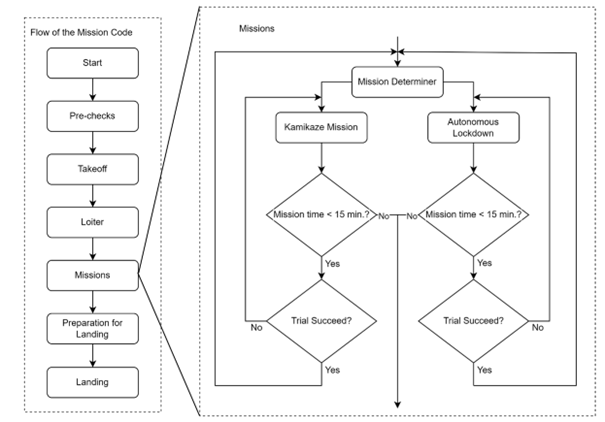 Flow of the Mission Code
Start
Pre-checks
Takeoff
Loiter
Missions
Preparation for
Landing
Landing
Missions
Mission Determiner
Kamikaze Mission
Autonomous
Lockdown
Mission time < 15 min.?
No
No
Mission time < 15 min.?
Yes
Yes
Trial Succeed?
Trial Succeed?
No
No
Yes
Yes